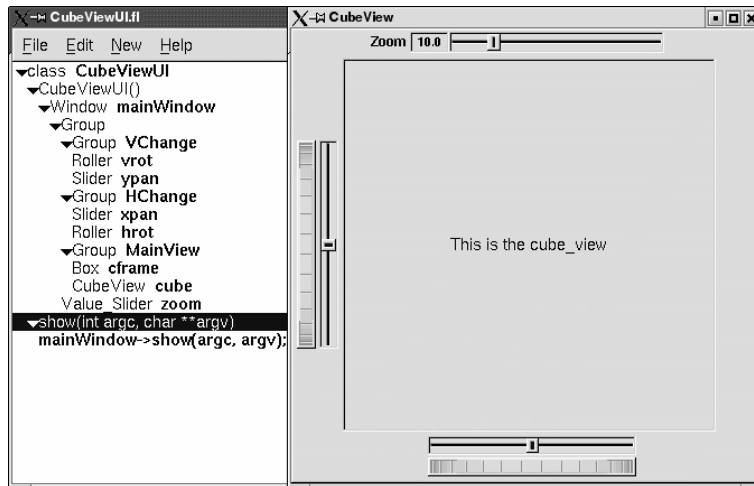 CubeViewUI.fl
File Edit New Help
class CubeViewUI
CubeViewUI()
Window mainWindow
Group
Group VChange
Roller vrot
Slider ypan
Group HChange
Slider xpan
Roller hrot
Group MainView
Box cframe
CubeView cube
Value_Slider zoom
show(int argc, char **argv)
mainWindow->show(argc, argv);
CubeView
Zoom 10.0
This is the cube_view